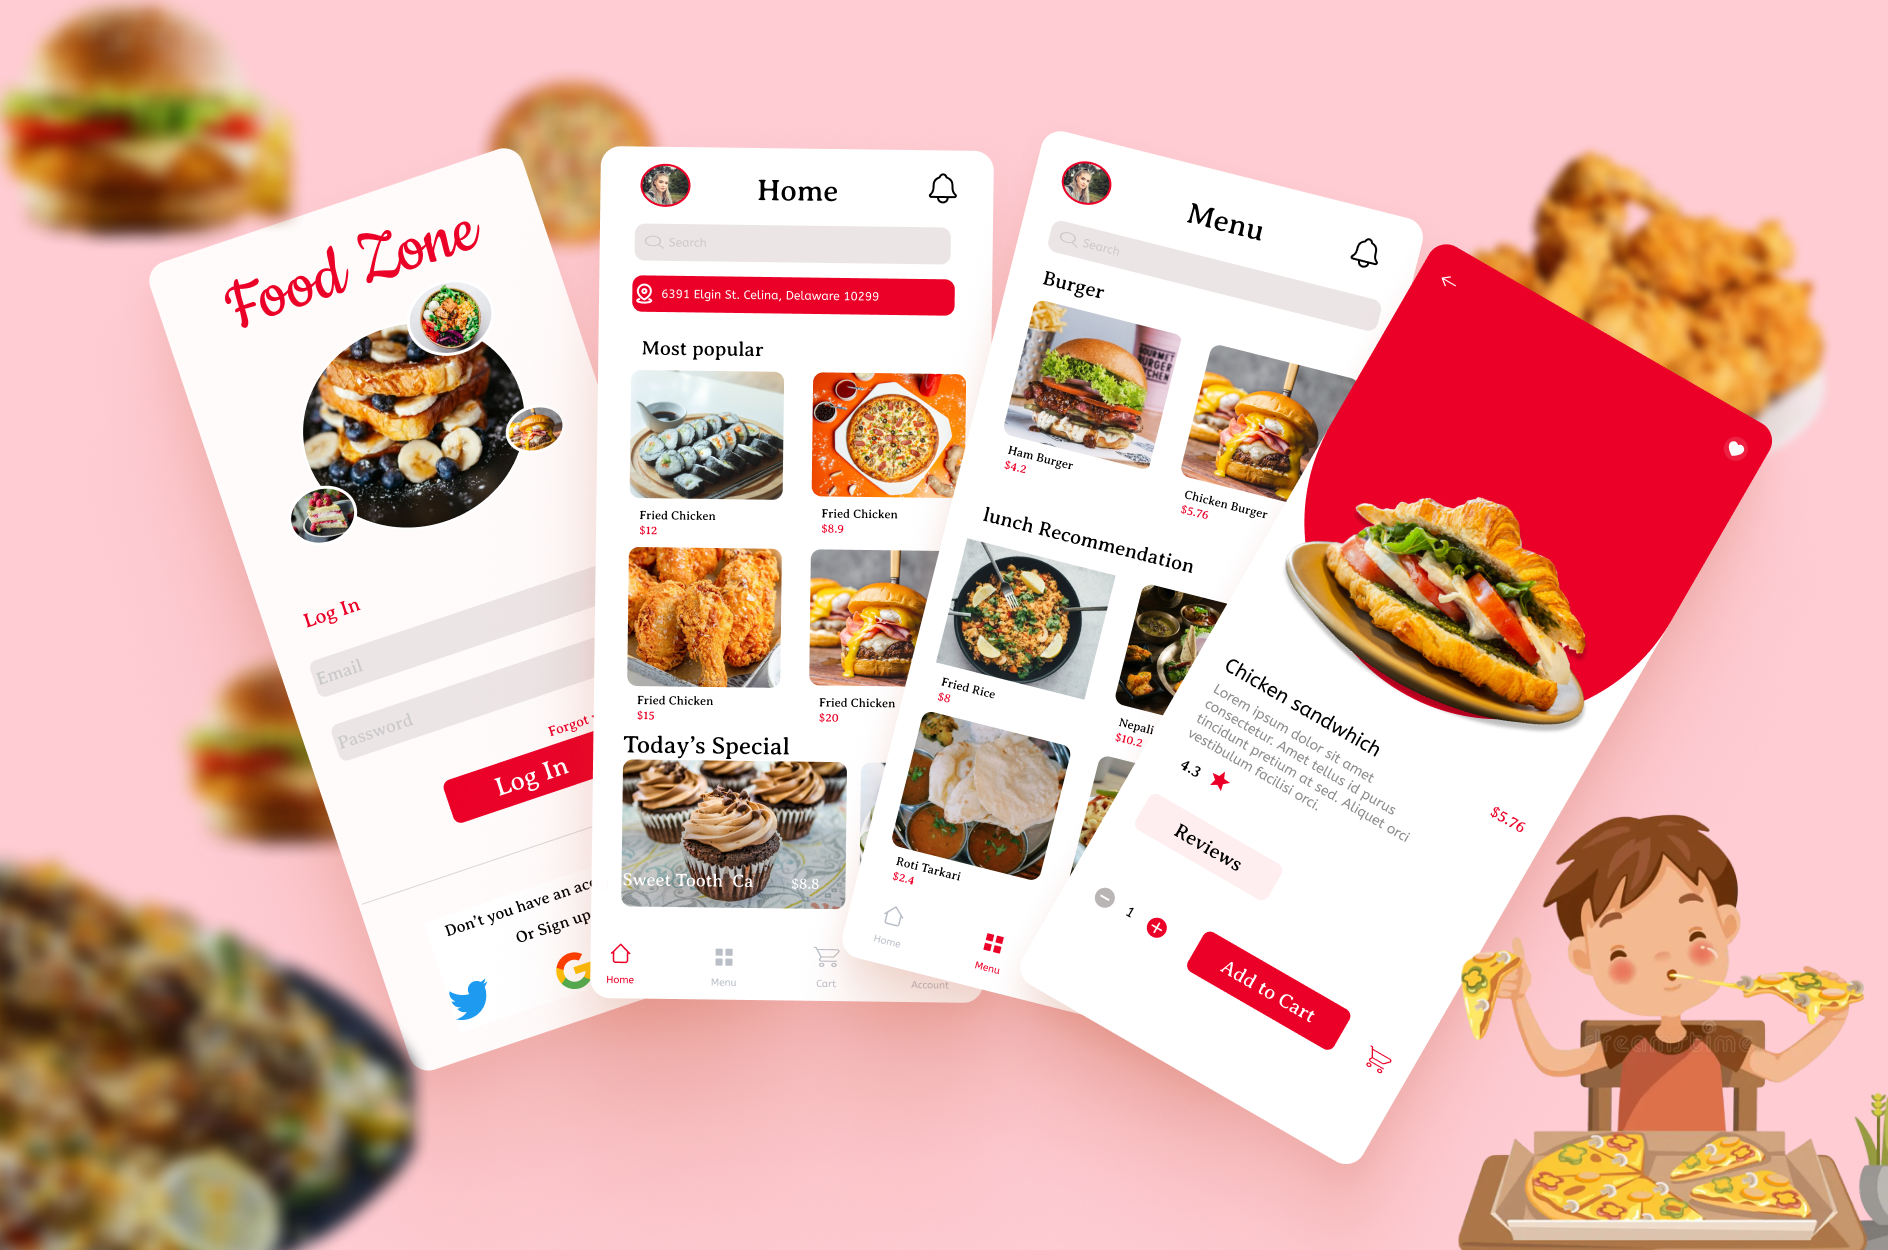 Food Zone
Log In
Email
Password
Forgot
Log In
Don't you have an
Or Sign up
Home
Search
6391 Elgin St. Celina, Delaware 10299
Most popular
Fried Chicken
$12
Fried Chicken
$8.9
Fried Chicken
$15
Fried Chicken
$20
Today's Special
Sweet Tooth Ca
$8.8
Home
Menu
Cart
Account
Menu
Search
Burger
Ham Burger
$4.2
Chicken Burger
$5.76
lunch Recommendation
Fried Rice
$8
Nepali
$10.2
Roti Tarkari
$2.4
Home
Menu
Chicken sandwhich
Lorem ipsum dolor sit amet
consectetur. Amet tellus id purus
tincidunt pretium at sed. Aliquet orci
vestibulum facilisi orci.
4.3
$5.76
Reviews
1
Add to Cart
GOURMET
BURGER
KITCHEN
dreamstime